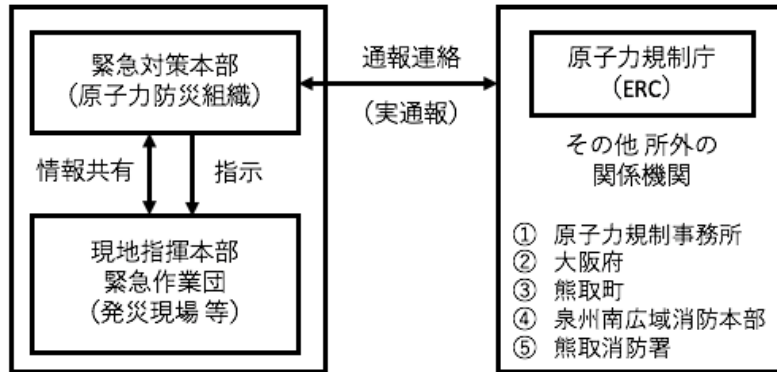 緊急対策本部
(原子力防災組織)
情報共有
指示
現地指揮本部
緊急作業団
(発災現場 等)
通報連絡
(実通報)
原子力規制庁
(ERC)
その他 所外の
関係機関
① 原子力規制事務所
② 大阪府
③ 熊取町
④ 泉州南広域消防本部
⑤ 熊取消防署